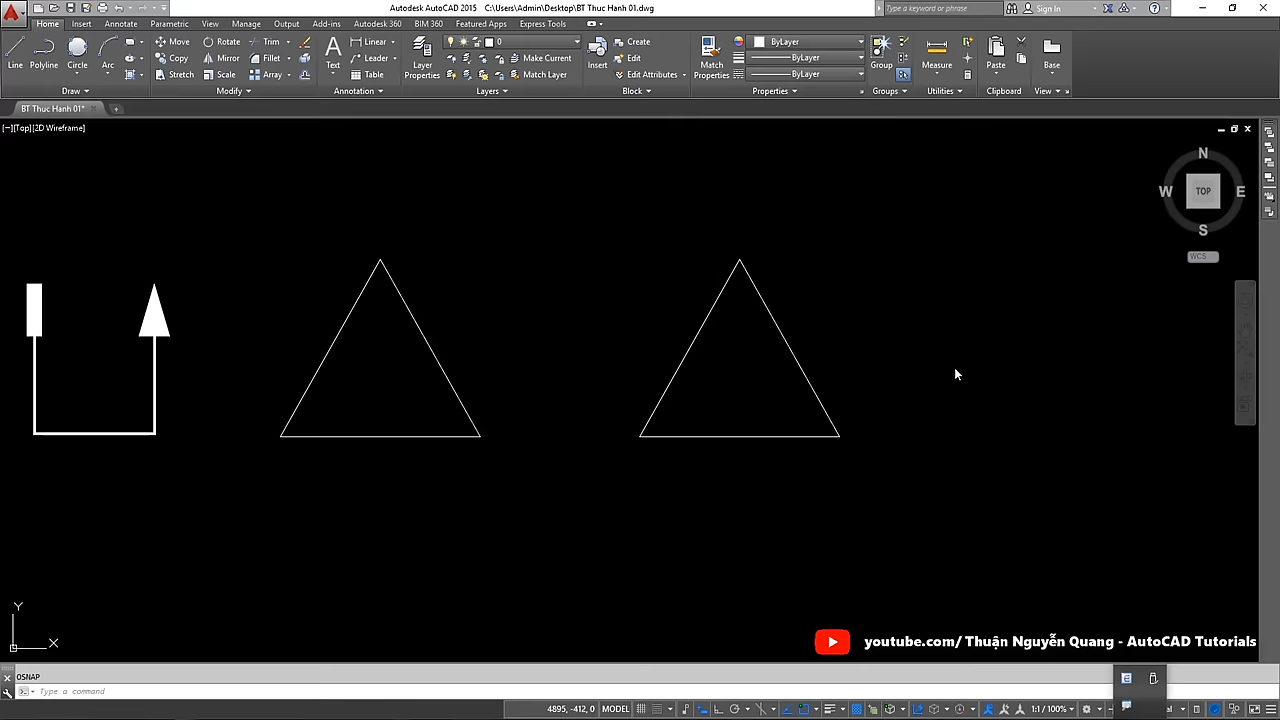 Autodesk AutoCAD 2015 C:\Users\Admin\Desktop\BT Thuc Hanh 01.dwg
Type a keyword or phrase
Sign In
Home Insert Annotate Parametric View Manage Output Add-ins Autodesk 360 BIM 360 Featured Apps Express Tools
Line Polyline Circle Arc
Move Rotate Trim
Copy Mirror Fillet
Stretch Scale Array
Text
Linear
Leader
Table
Layer Properties
0
Make Current
Match Layer
Insert
Create
Edit
Edit Attributes
Match Properties
ByLayer
ByLayer
ByLayer
Group
Measure
Paste
Base
Draw Modify Annotation Layers Block Properties Groups Utilities Clipboard View
BT Thuc Hanh 01*
[−][Top][2D Wireframe]
N
W TOP E
S
WCS
Y
X
youtube.com/ Thuận Nguyễn Quang - AutoCAD Tutorials
OSNAP
Type a command
4895, -412, 0 MODEL
1:1 / 100%